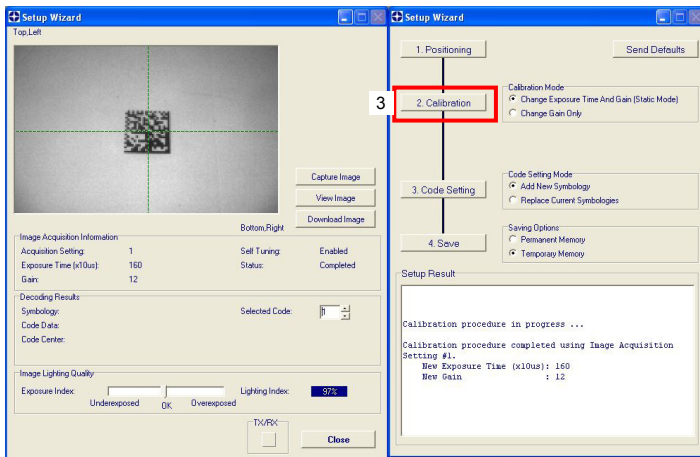 Setup Wizard
Top,Left
Capture Image
View Image
Download Image
Bottom,Right
Image Acquisition Information
Acquisition Setting: 1 Self Tuning: Enabled
Exposure Time (x10us): 160 Status: Completed
Gain: 12
Decoding Results
Symbology: Selected Code: 1
Code Data:
Code Center:
Image Lighting Quality
Exposure Index: Lighting Index: 97%
Underexposed OK Overexposed
TX/RX
Close
Setup Wizard
1. Positioning Send Defaults
Calibration Mode
3 2. Calibration Change Exposure Time And Gain (Static Mode)
Change Gain Only
Code Setting Mode
3. Code Setting Add New Symbology
Replace Current Symbologies
Saving Options
4. Save Permanent Memory
Temporary Memory
Setup Result
Calibration procedure in progress ...
Calibration procedure completed using Image Acquisition
Setting #1.
New Exposure Time (x10us): 160
New Gain : 12